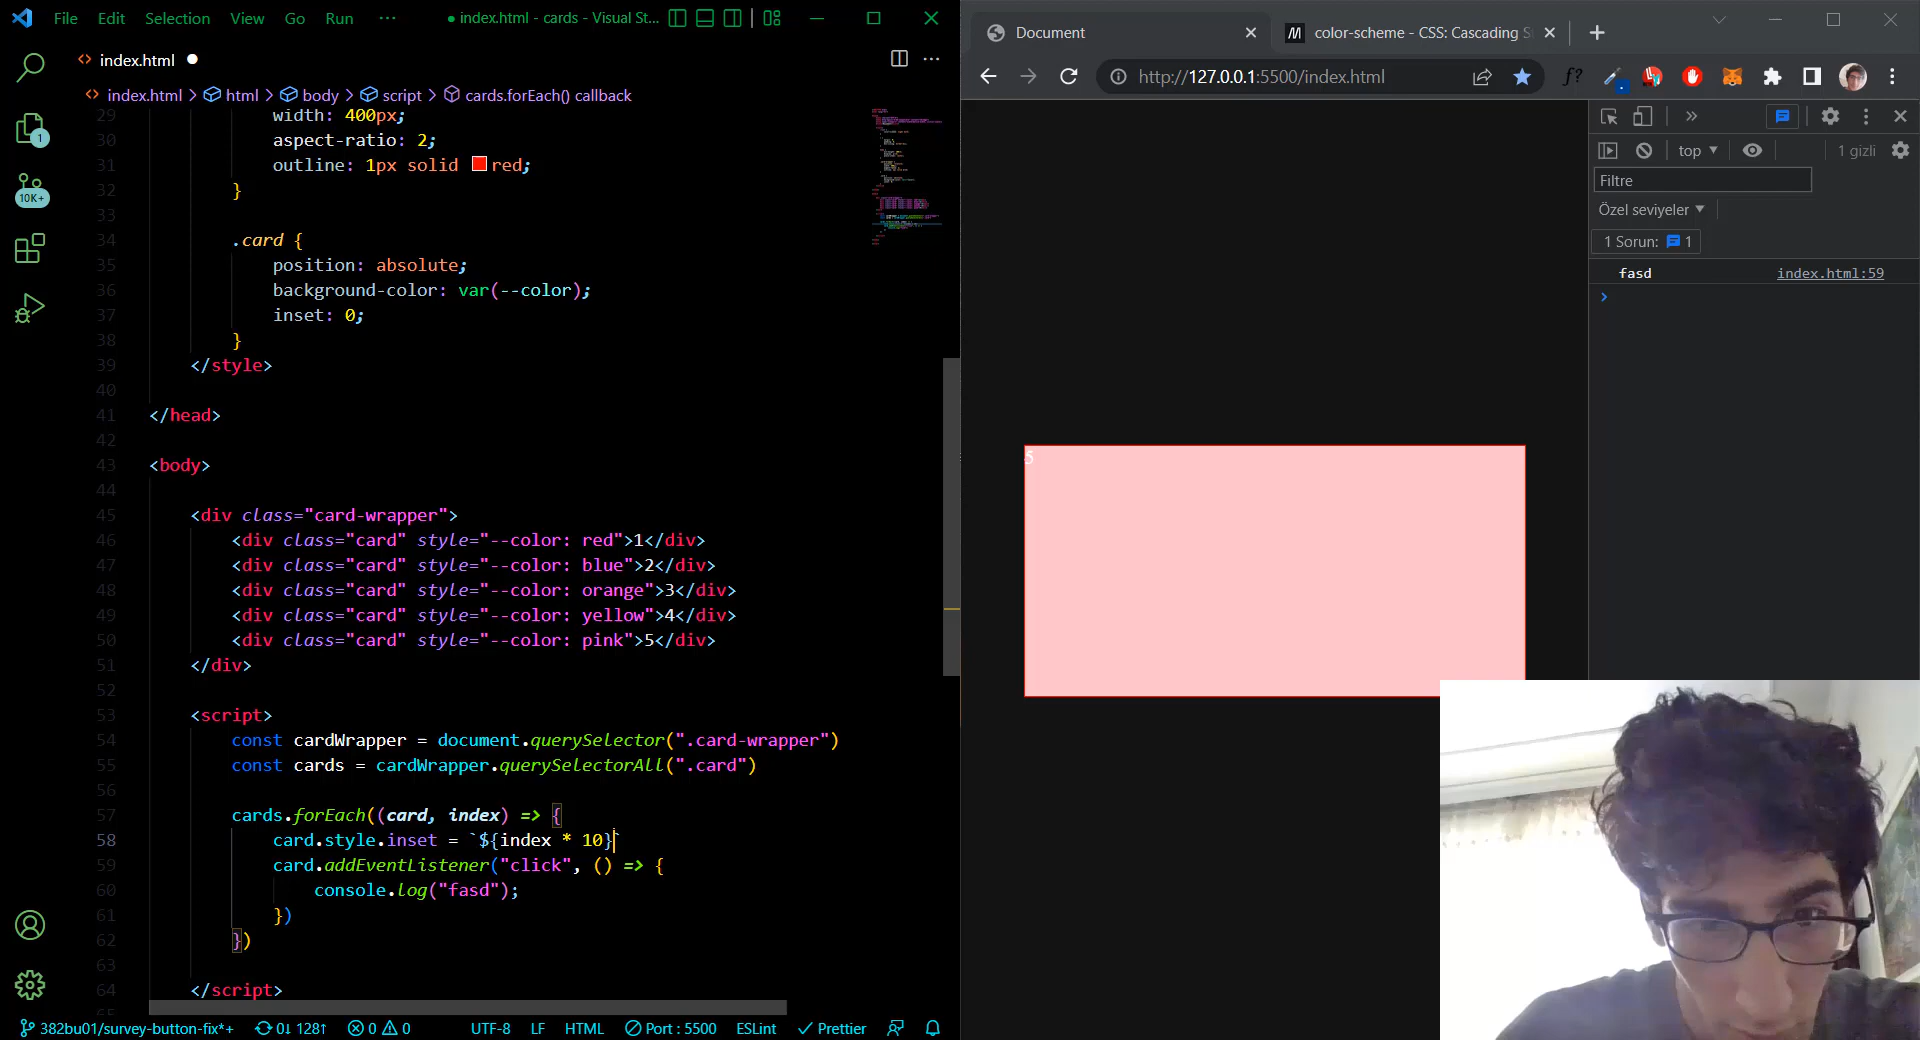 File Edit Selection View Go Run ··· ● index.html - cards - Visual St...
index.html ●
index.html > html > body > script > cards.forEach() callback
29 width: 400px;
30 aspect-ratio: 2;
31 outline: 1px solid red;
32 }
33
34 .card {
35 position: absolute;
36 background-color: var(--color);
37 inset: 0;
38 }
39 </style>
40
41 </head>
42
43 <body>
44
45 <div class="card-wrapper">
46 <div class="card" style="--color: red">1</div>
47 <div class="card" style="--color: blue">2</div>
48 <div class="card" style="--color: orange">3</div>
49 <div class="card" style="--color: yellow">4</div>
50 <div class="card" style="--color: pink">5</div>
51 </div>
52
53 <script>
54 const cardWrapper = document.querySelector(".card-wrapper")
55 const cards = cardWrapper.querySelectorAll(".card")
56
57 cards.forEach((card, index) => {
58 card.style.inset = `${index * 10}`
59 card.addEventListener("click", () => {
60 console.log("fasd");
61 })
62 })
63
64 </script>
1
10K+
382bu01/survey-button-fix*+ 0↓ 128↑ 0 0 UTF-8 LF HTML Port : 5500 ESLint Prettier
Document
color-scheme - CSS: Cascading S
http://127.0.0.1:5500/index.html
f?
top 1 gizli
Filtre
Özel seviyeler
1 Sorun: 1
fasd index.html:59
5